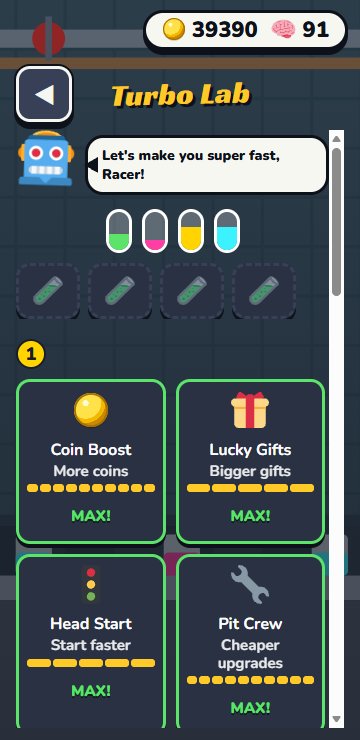 39390 91
Turbo Lab
Let's make you super fast,
Racer!
1
Coin Boost
More coins
MAX!
Lucky Gifts
Bigger gifts
MAX!
Head Start
Start faster
MAX!
Pit Crew
Cheaper
upgrades
MAX!